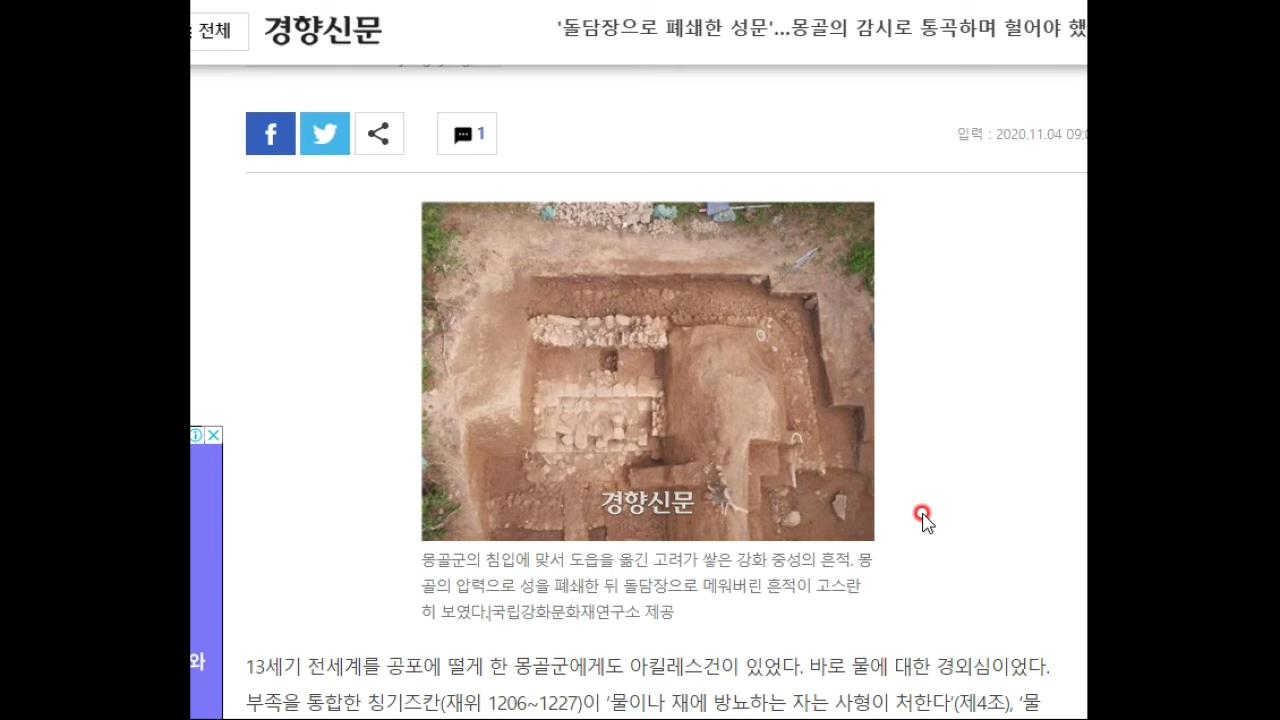 전체
경향신문
'돌담장으로 폐쇄한 성문'...몽골의 감시로 통곡하며 헐어야 했
1
입력 : 2020.11.04 09:0
경향신문
몽골군의 침입에 맞서 도읍을 옮긴 고려가 쌓은 강화 중성의 흔적. 몽
골의 압력으로 성을 폐쇄한 뒤 돌담장으로 메워버린 흔적이 고스란
히 보였다.|국립강화문화재연구소 제공
와
13세기 전세계를 공포에 떨게 한 몽골군에게도 아킬레스건이 있었다. 바로 물에 대한 경외심이었다.
부족을 통합한 칭기즈칸(재위 1206~1227)이 '물이나 재에 방뇨하는 자는 사형이 처한다'(제4조), '물